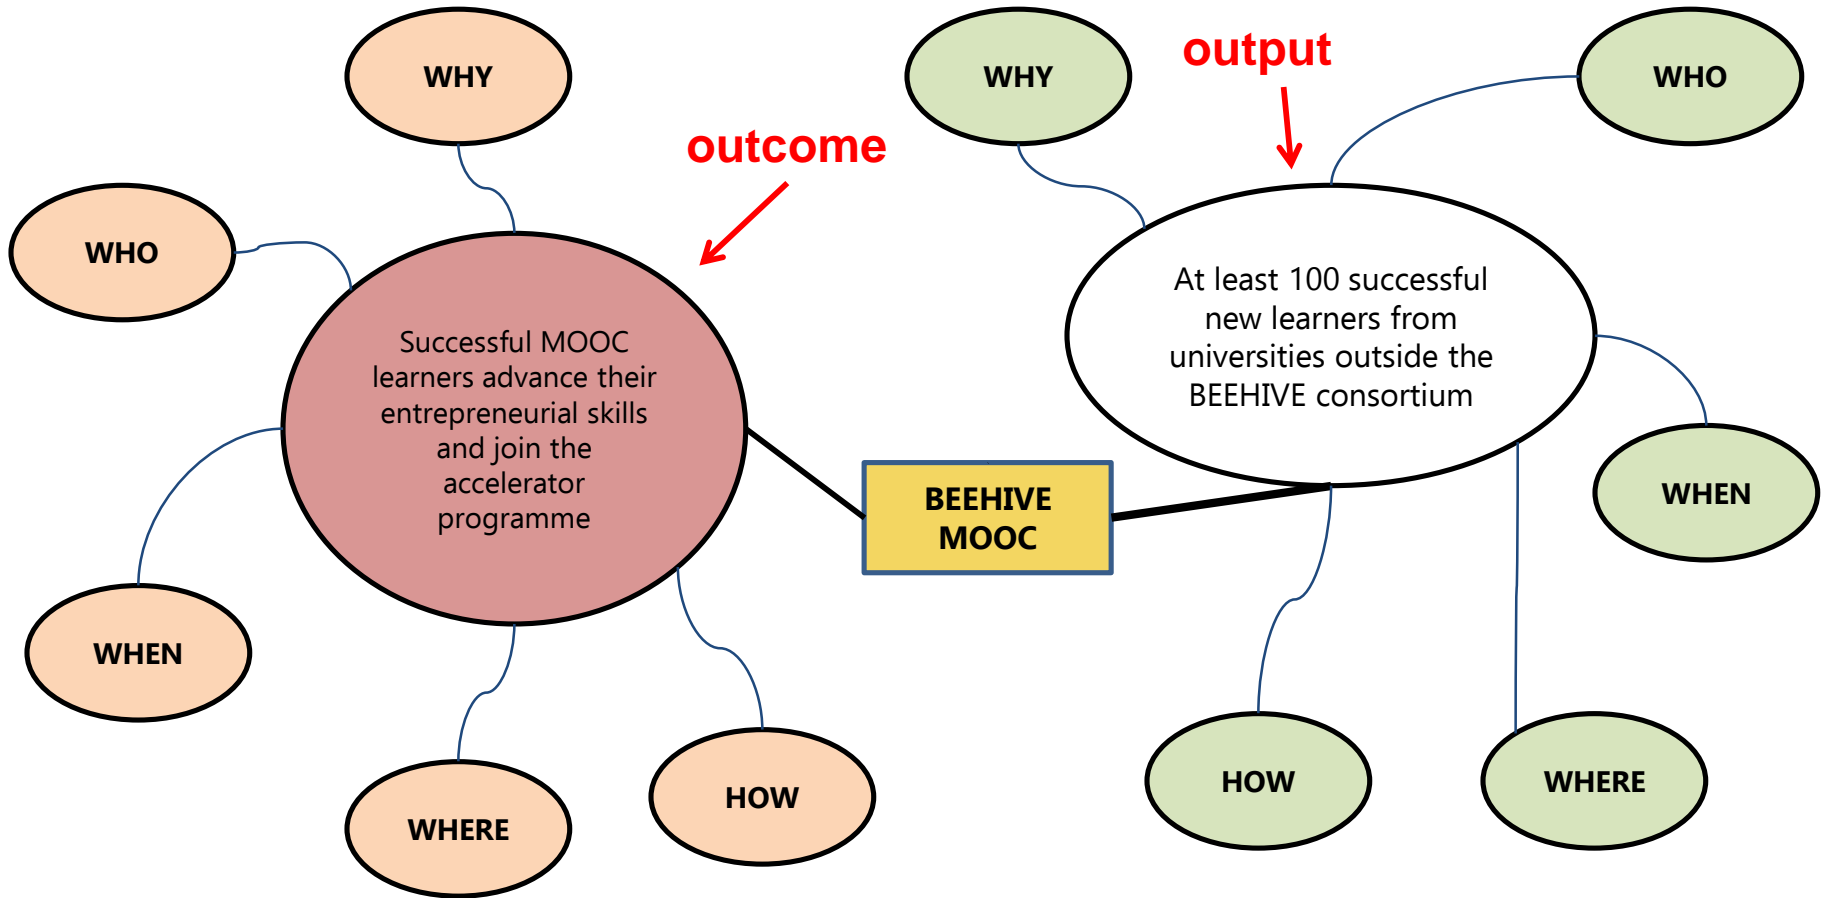 WHY
WHO
outcome
Successful MOOC
learners advance their
entrepreneurial skills
and join the
accelerator
programme
WHEN
WHERE
HOW
BEEHIVE
MOOC
WHY
output
WHO
At least 100 successful
new learners from
universities outside the
BEEHIVE consortium
WHEN
HOW
WHERE